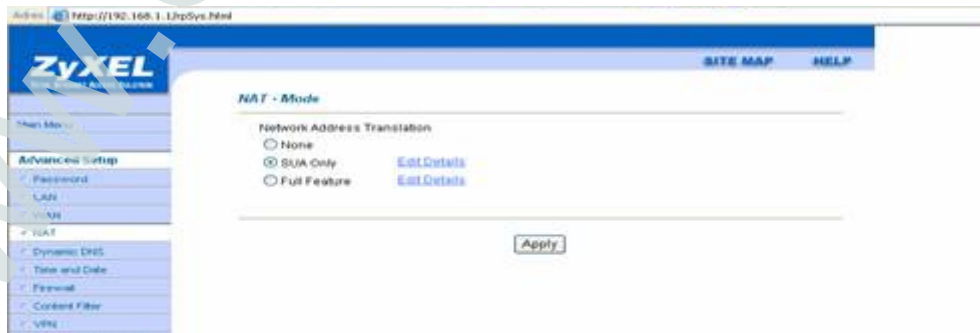 Adres http://192.168.1.1/rpSys.html
ZyXEL
SITE MAP HELP
NAT - Mode
Main Menu
Network Address Translation
None
SUA Only Edit Details
Full Feature Edit Details
Advanced Setup
Password
LAN
WAN
NAT
Dynamic DNS
Time and Date
Firewall
Content Filter
VPN
Apply